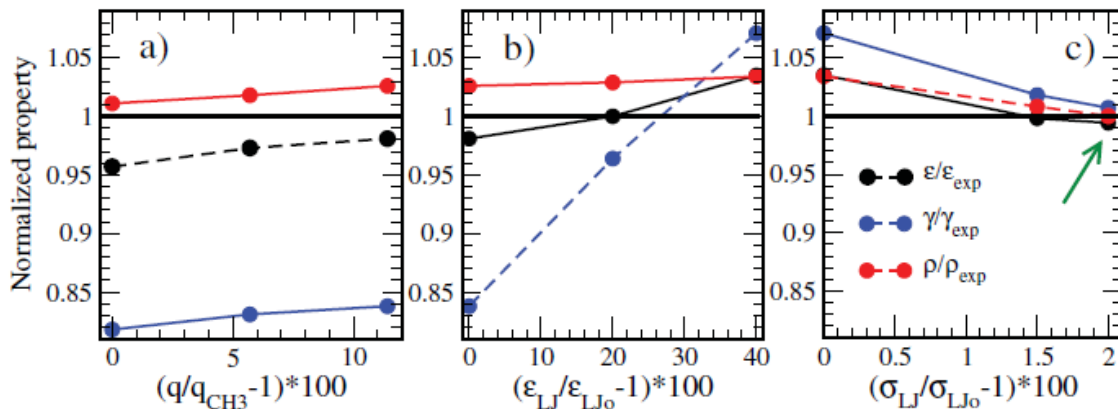 a)
b)
c)
1.05
1
0.95
0.9
0.85
Normalized property
0 5 10
(q/q_CH3-1)*100
1.05
1
0.95
0.9
0.85
0 10 20 30 40
(ε_LJ/ε_LJo-1)*100
1.05
1
0.95
0.9
0.85
ε/ε_exp
γ/γ_exp
ρ/ρ_exp
0 0.5 1 1.5 2
(σ_LJ/σ_LJo-1)*100